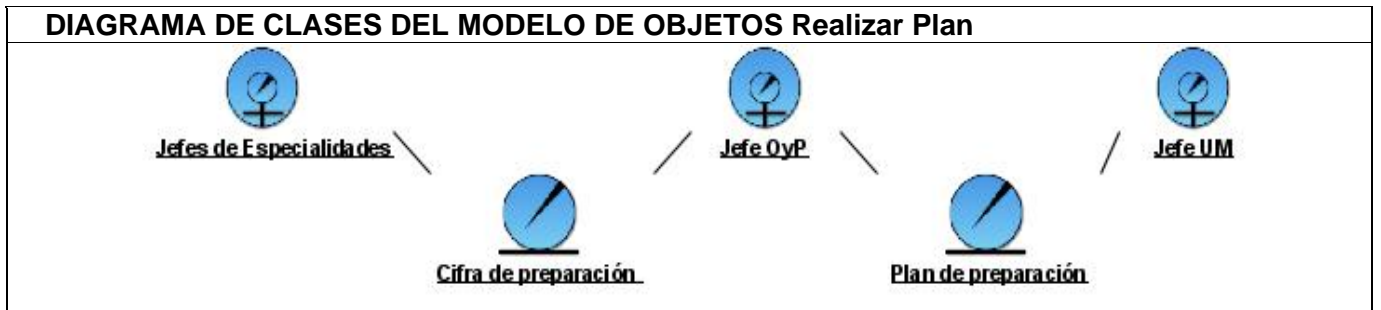 DIAGRAMA DE CLASES DEL MODELO DE OBJETOS Realizar Plan
Jefes de Especialidades
Jefe OyP
Jefe UM
Cifra de preparación
Plan de preparación